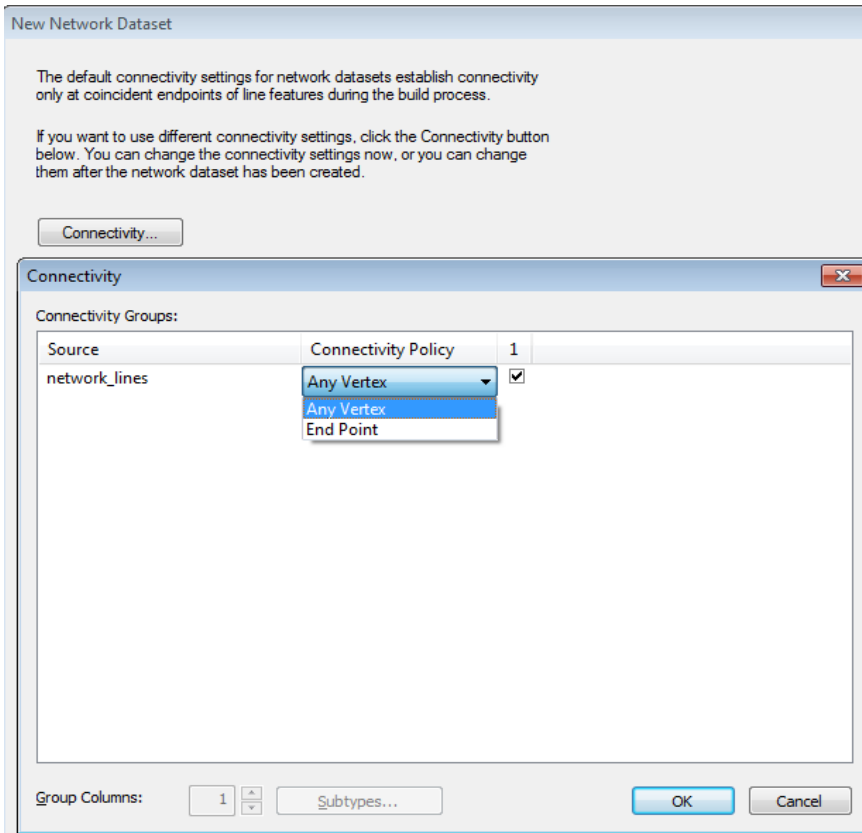 New Network Dataset
The default connectivity settings for network datasets establish connectivity
only at coincident endpoints of line features during the build process.
If you want to use different connectivity settings, click the Connectivity button
below. You can change the connectivity settings now, or you can change
them after the network dataset has been created.
Connectivity...
Connectivity
Connectivity Groups:
Source Connectivity Policy 1
network_lines Any Vertex
Any Vertex
End Point
Group Columns: 1 Subtypes... OK Cancel